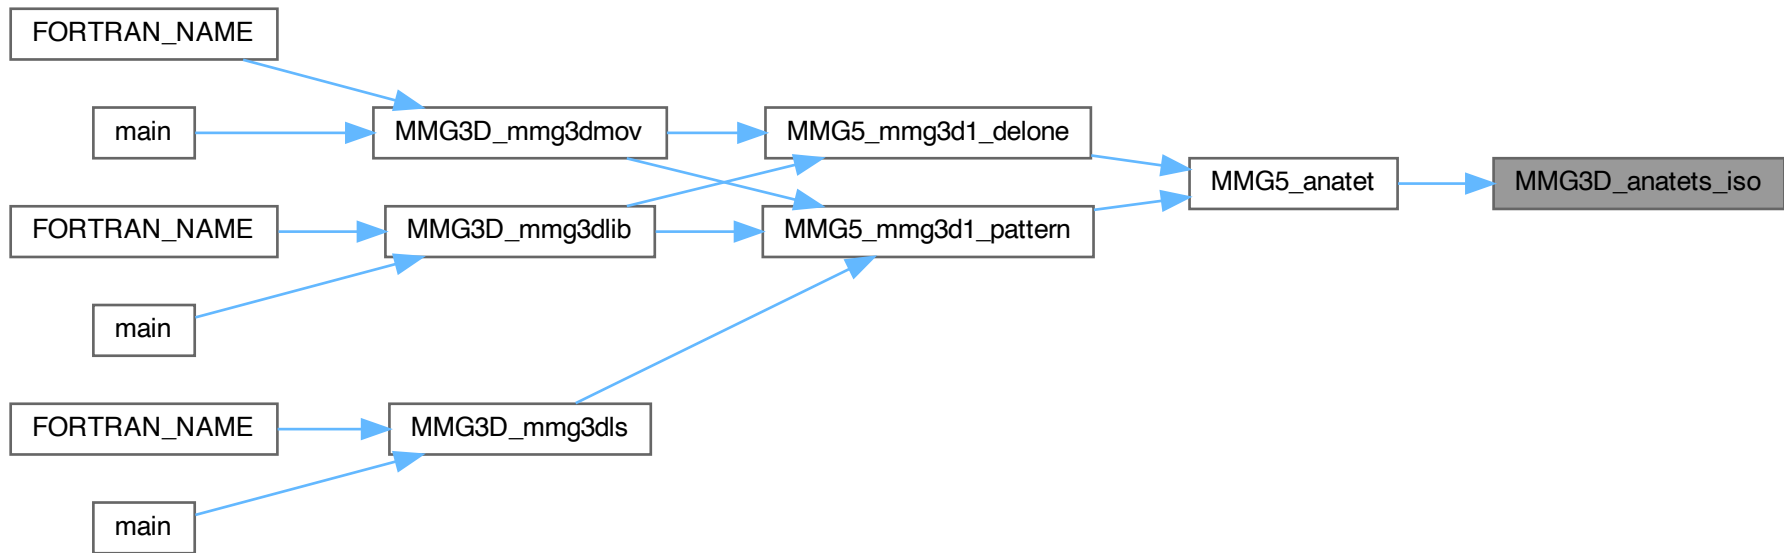 FORTRAN_NAME
main
MMG3D_mmg3dmov
MMG5_mmg3d1_delone
MMG5_anatet
MMG3D_anatets_iso
FORTRAN_NAME
MMG3D_mmg3dlib
MMG5_mmg3d1_pattern
main
FORTRAN_NAME
MMG3D_mmg3dls
main